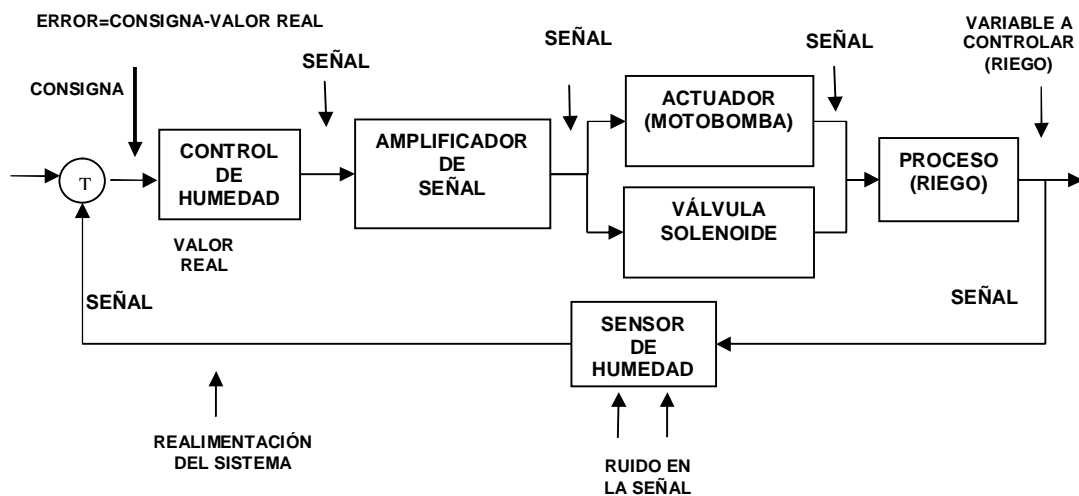 ERROR=CONSIGNA-VALOR REAL
VARIABLE A
CONTROLAR
(RIEGO)
SEÑAL
SEÑAL
SEÑAL
CONSIGNA
ACTUADOR
(MOTOBOMBA)
CONTROL
DE
HUMEDAD
AMPLIFICADOR
DE
SEÑAL
PROCESO
(RIEGO)
T
VÁLVULA
SOLENOIDE
VALOR
REAL
SEÑAL
SEÑAL
SENSOR
DE
HUMEDAD
REALIMENTACIÓN
DEL SISTEMA
RUIDO EN
LA SEÑAL